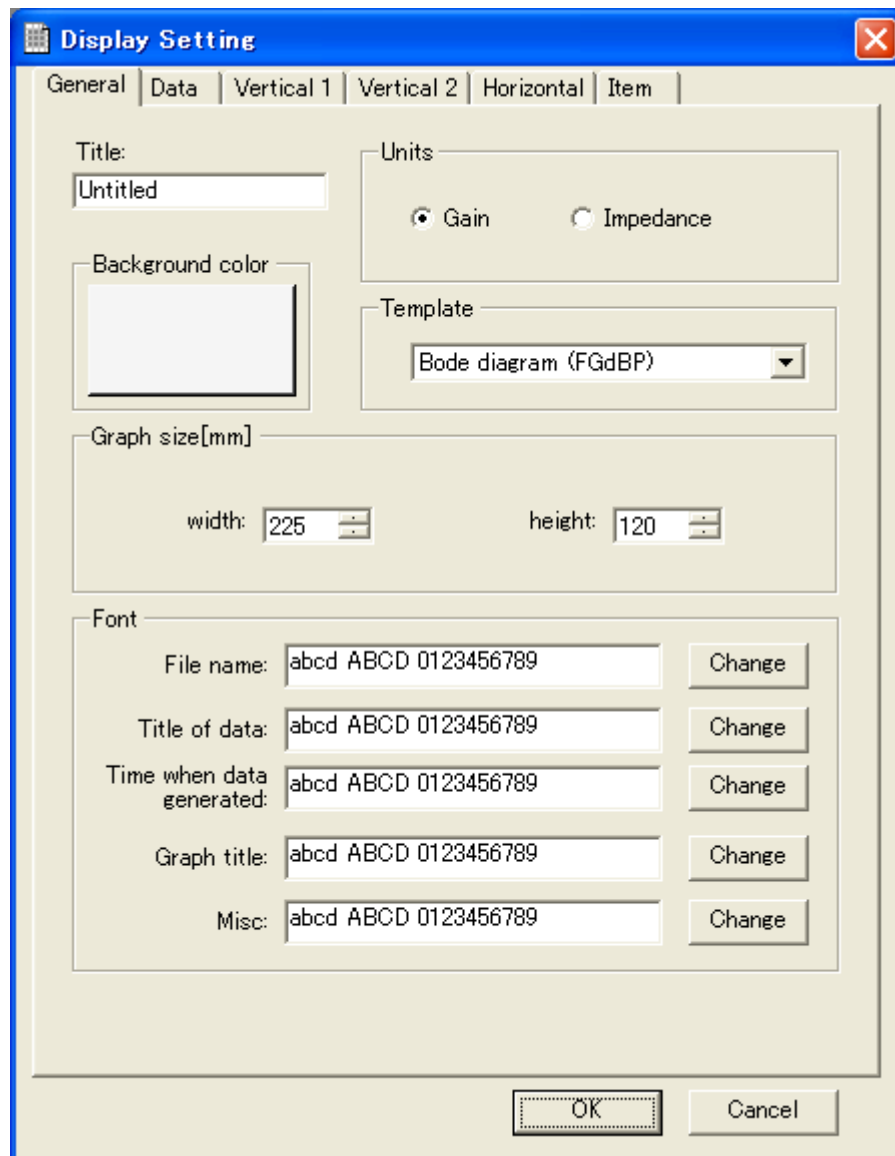 Display Setting
General Data Vertical 1 Vertical 2 Horizontal Item
Title:
Untitled
Units
Gain Impedance
Background color
Template
Bode diagram (FGdBP)
Graph size[mm]
width: 225 height: 120
Font
File name: abcd ABCD 0123456789 Change
Title of data: abcd ABCD 0123456789 Change
Time when data
generated: abcd ABCD 0123456789 Change
Graph title: abcd ABCD 0123456789 Change
Misc: abcd ABCD 0123456789 Change
OK Cancel